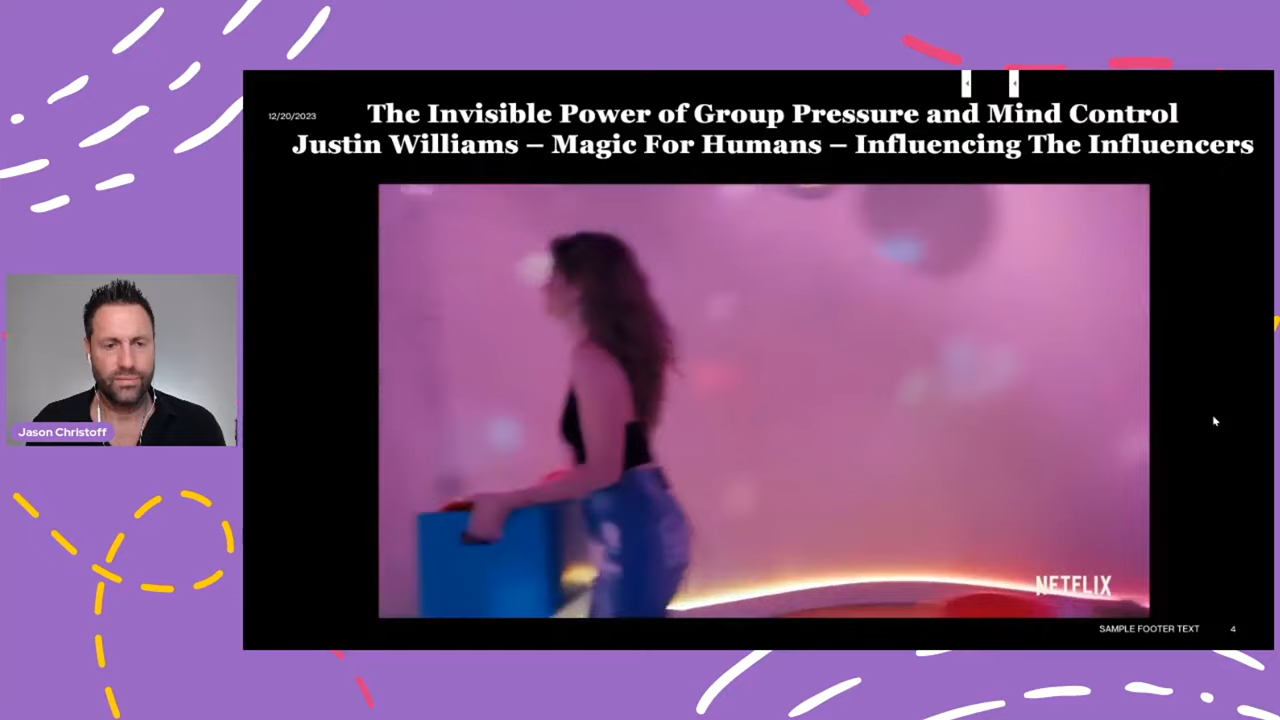 12/20/2023
The Invisible Power of Group Pressure and Mind Control
Justin Williams – Magic For Humans – Influencing The Influencers
Jason Christoff
NETFLIX
SAMPLE FOOTER TEXT
4